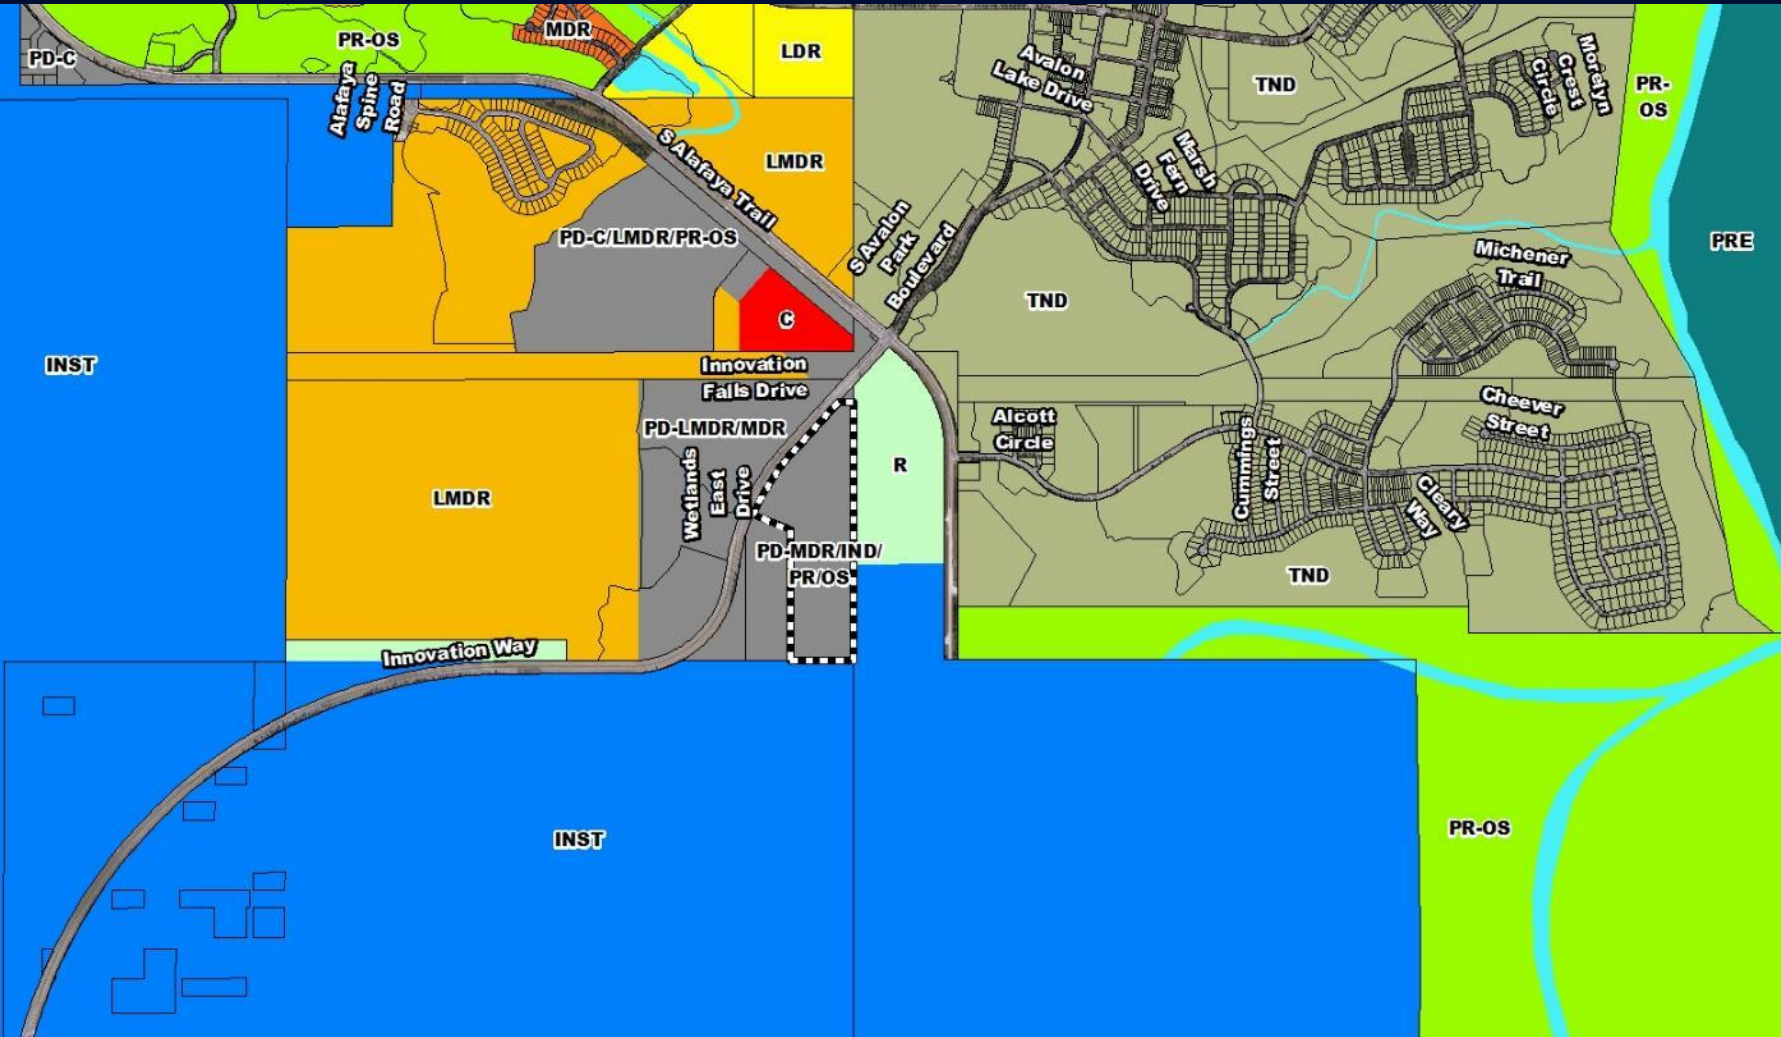 PD-C
PR-OS
MDR
LDR
Alafaya
Spine
Road
S Alafaya Trail
LMDR
Avalon
Lake Drive
TND
Morelyn
Crest
Circle
PR-
OS
PRE
Marsh
Fern
Drive
PD-C/LMDR/PR-OS
S Avalon
Park
Boulevard
TND
Michener
Trail
C
INST
Innovation
Falls Drive
PD-LMDR/MDR
Alcott
Circle
Cheever
Street
R
LMDR
Wetlands
East
Drive
Cummings
Street
Cleary
Way
PD-MDR/IND/
PR/OS
TND
Innovation Way
INST
PR-OS